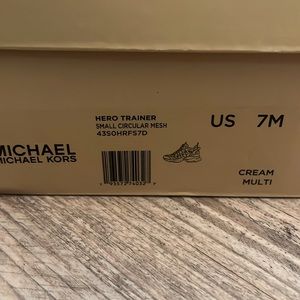 HERO TRAINER
SMALL CIRCULAR MESH
43S0HRFS7D
US 7M
MICHAEL
MICHAEL KORS
CREAM
MULTI